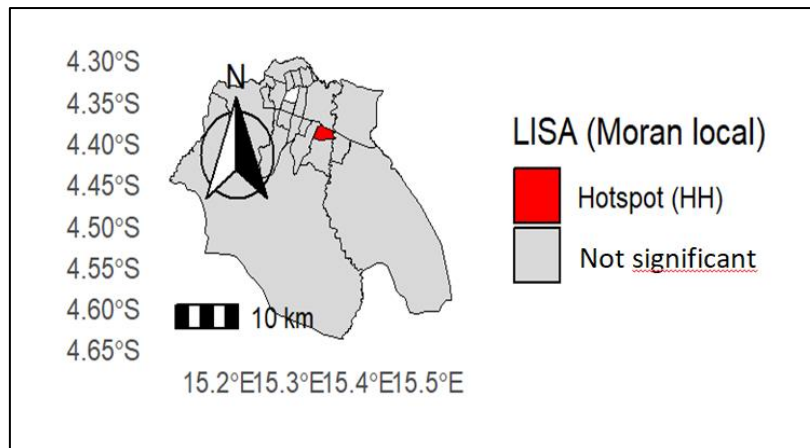 4.30°S
4.35°S
4.40°S
4.45°S
4.50°S
4.55°S
4.60°S
4.65°S
N
10 km
15.2°E15.3°E15.4°E15.5°E
LISA (Moran local)
Hotspot (HH)
Not significant